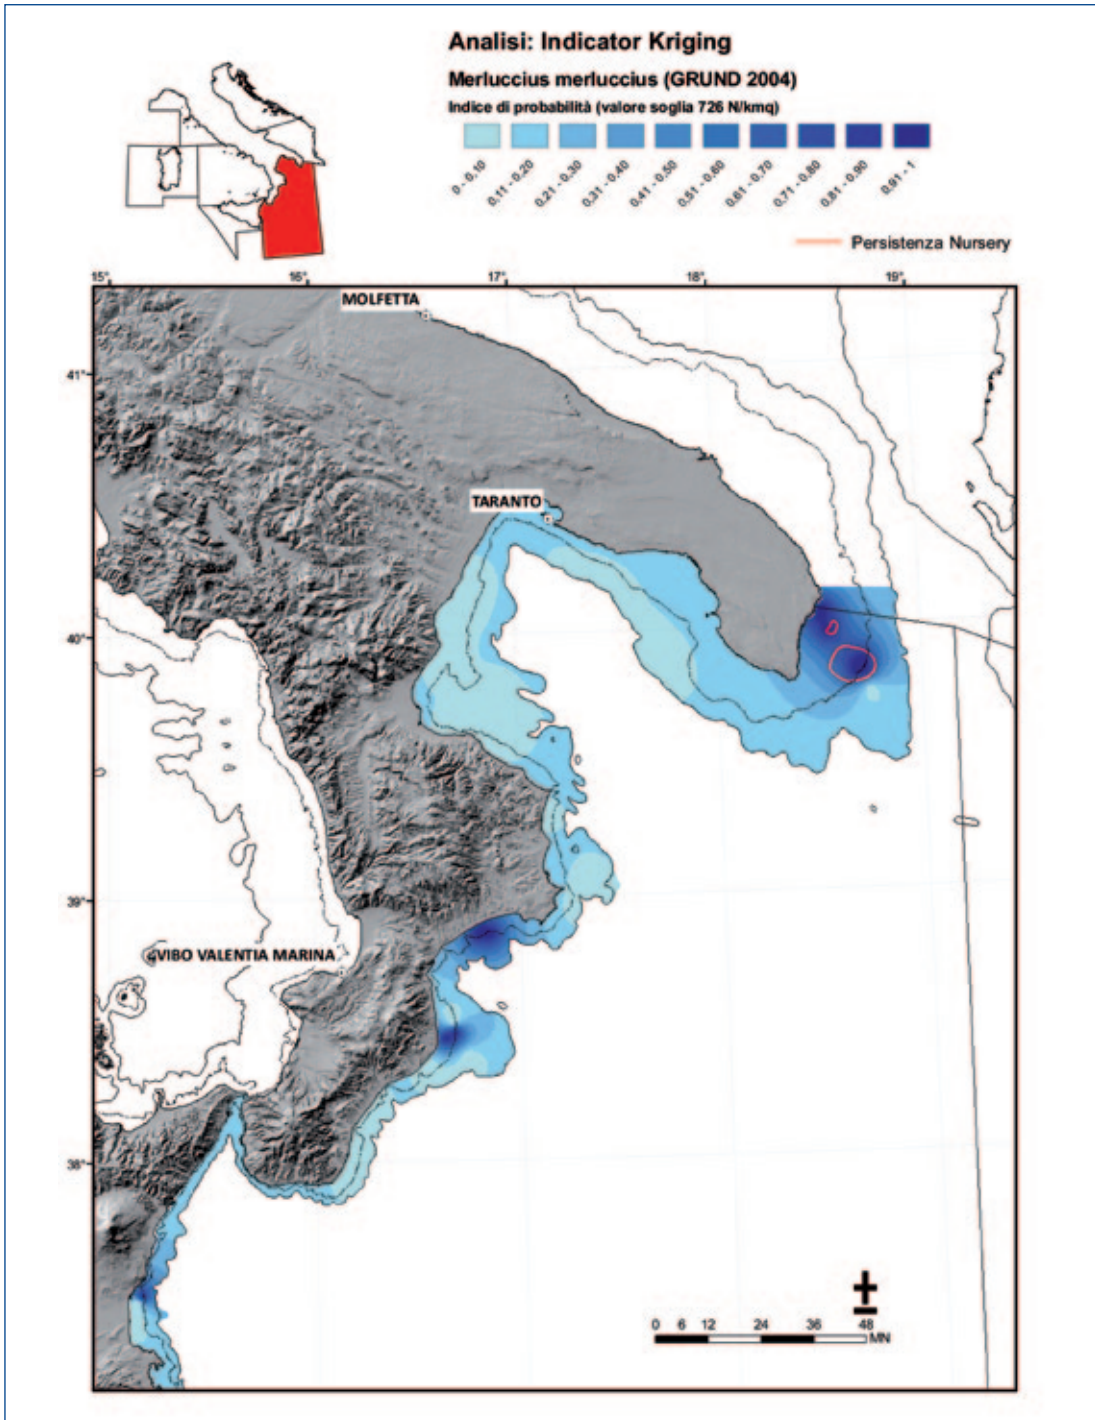 Analisi: Indicator Kriging
Merluccius merluccius (GRUND 2004)
Indice di probabilità (valore soglia 726 N/kmq)
0 - 0,10
0,11 - 0,20
0,21 - 0,30
0,31 - 0,40
0,41 - 0,50
0,51 - 0,60
0,61 - 0,70
0,71 - 0,80
0,81 - 0,90
0,91 - 1
Persistenza Nursery
15° 16° 17° 18° 19°
MOLFETTA
41°
TARANTO
40°
39°
VIBO VALENTIA MARINA
38°
0 6 12 24 36 48
MN